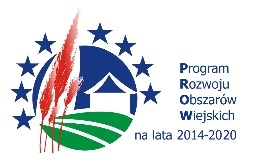 Program
Rozwoju
Obszarów
Wiejskich
na lata 2014-2020